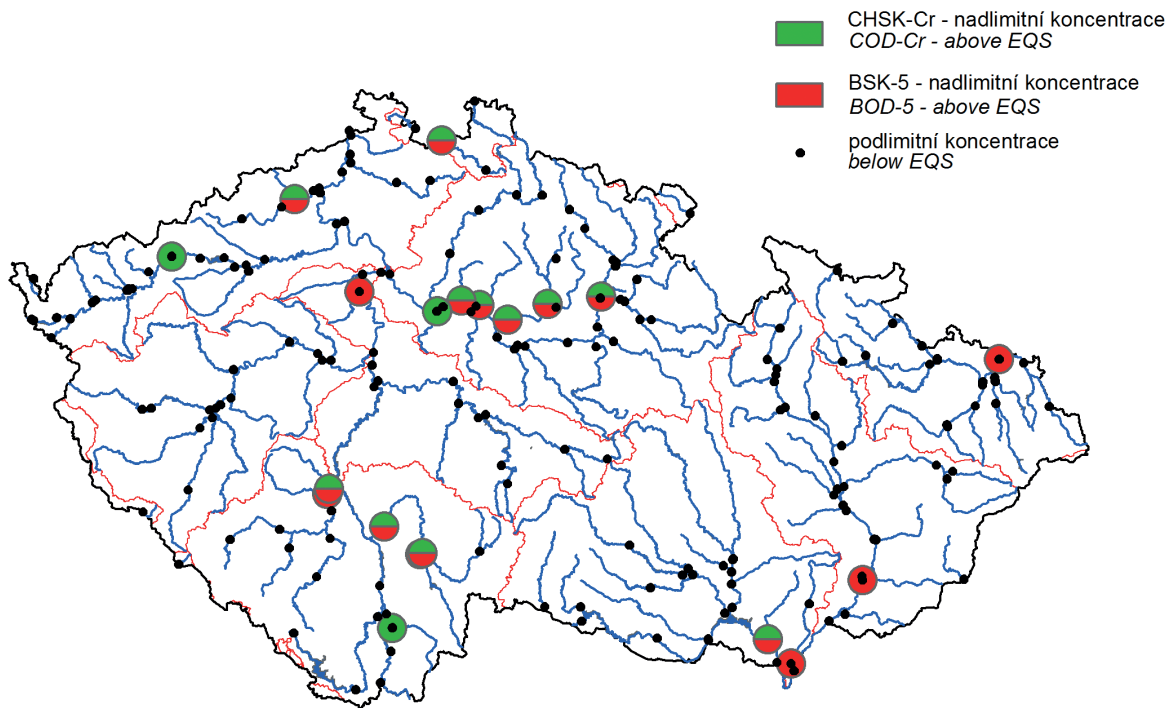 CHSK-Cr - nadlimitní koncentrace
COD-Cr - above EQS
BSK-5 - nadlimitní koncentrace
BOD-5 - above EQS
podlimitní koncentrace
below EQS